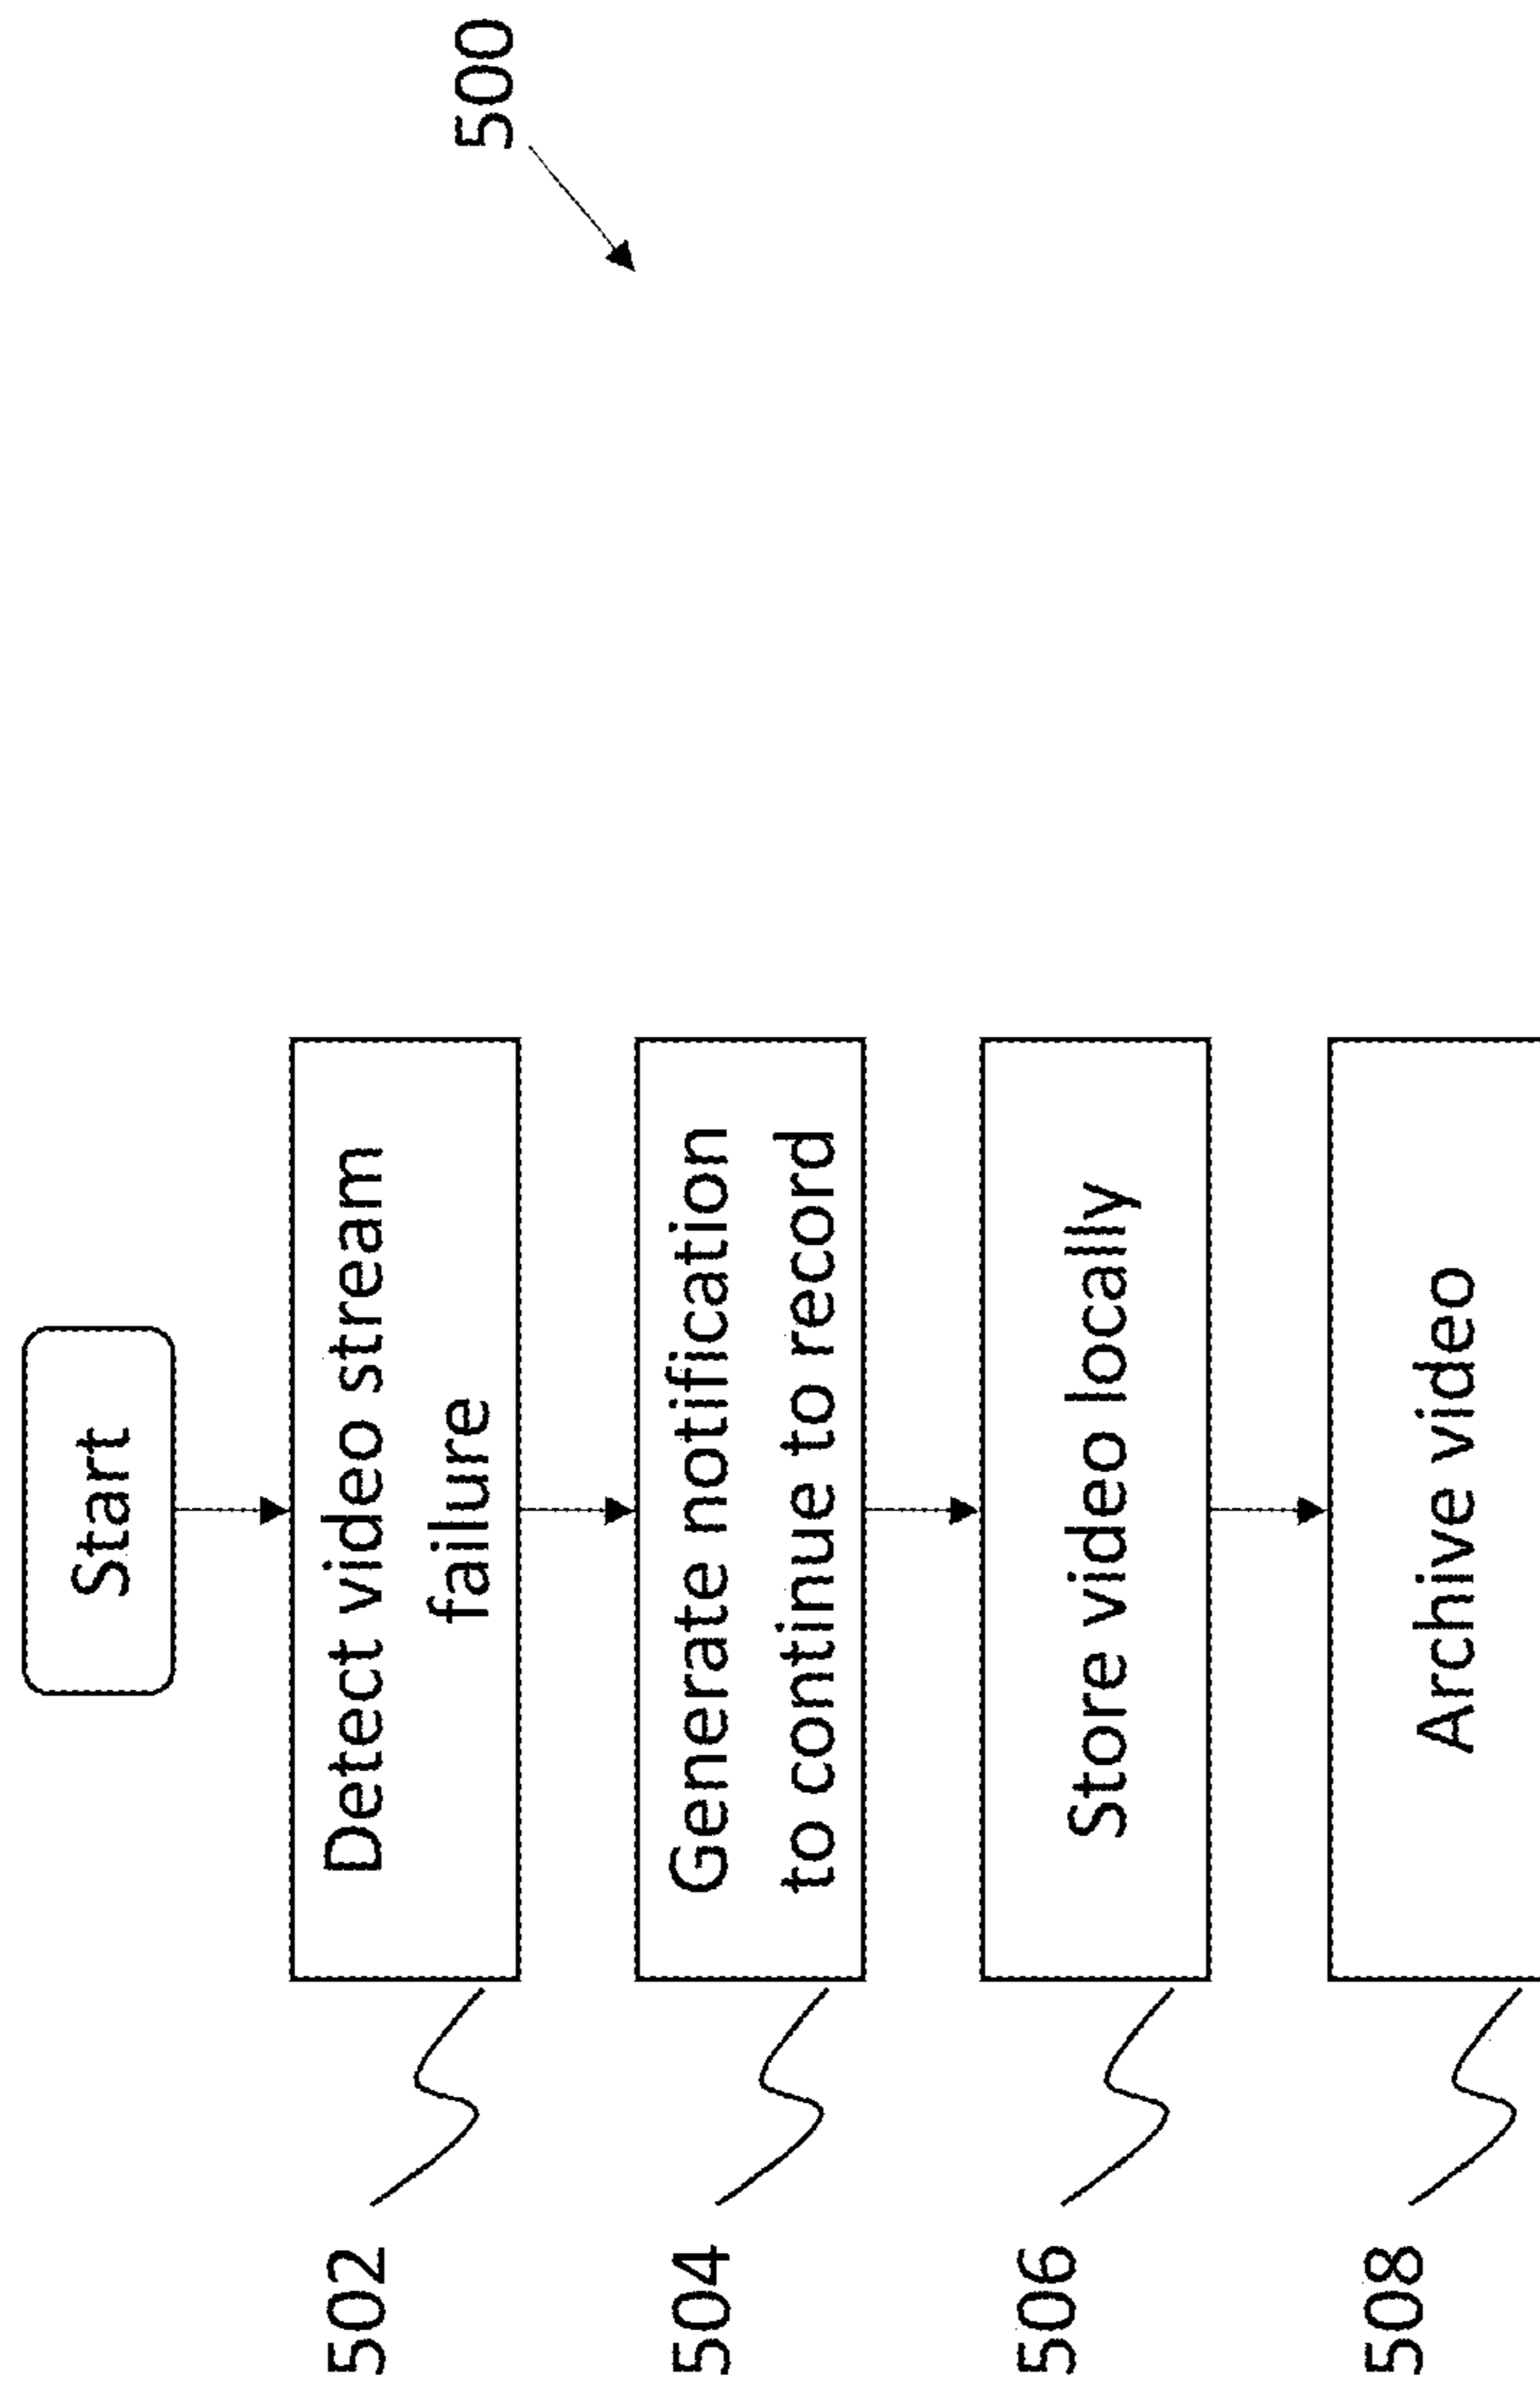 500
Start
502
Detect video stream
failure
504
Generate notification
to continue to record
506
Store video locally
508
Archive video